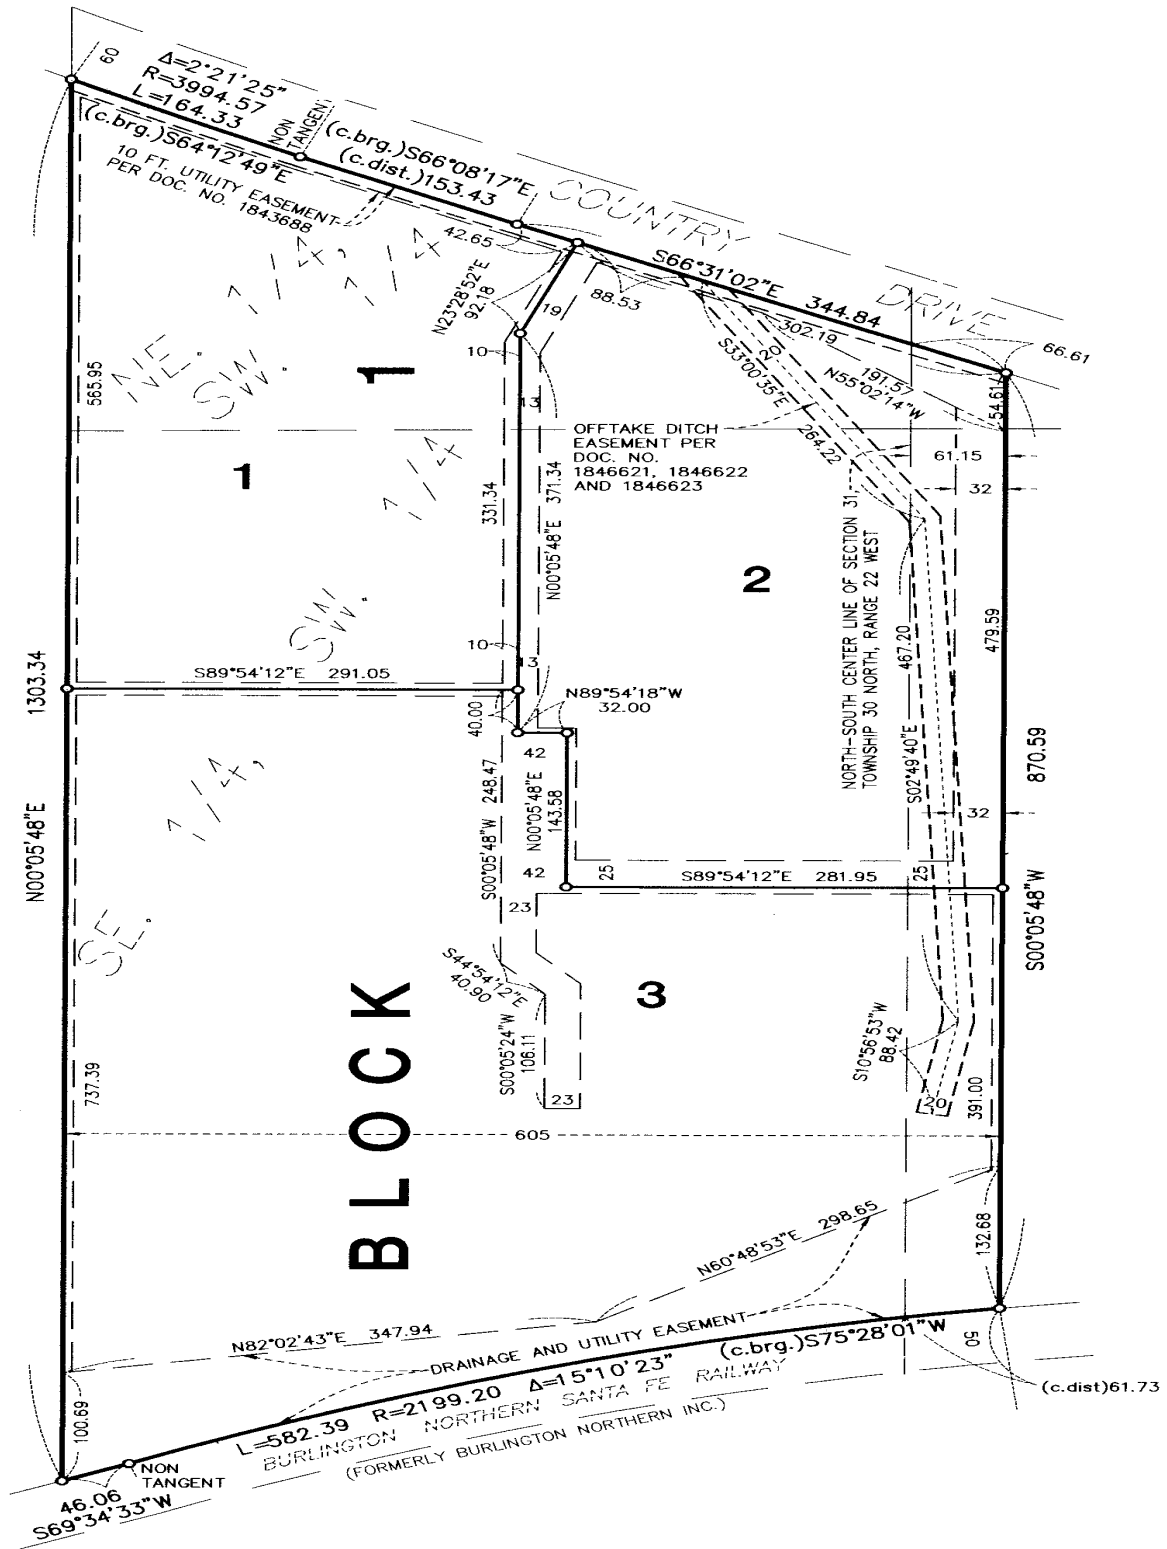 60
Δ=2°21'25"
R=3994.57
L=164.33
(c.brg.)S64°12'49"E
10 FT. UTILITY EASEMENT
PER DOC. NO. 1843688
NON
TANGENT
(c.brg.)S66°08'17"E
(c.dist.)153.43
COUNTRY
DRIVE
42.65
S66°31'02"E 344.84
N23°28'52"E
92.18
19
88.53
302.19
66.61
20
191.57
N55°02'14"W
54.61
S33°00'35"E
264.22
10
13
NE. 1/4,
SW. 1/4
1
565.95
OFFTAKE DITCH
EASEMENT PER
DOC. NO.
1846621, 1846622
AND 1846623
61.15
32
1
SW. 1/4
331.34
N00°05'48"E 371.34
2
NORTH-SOUTH CENTER LINE OF SECTION 31,
TOWNSHIP 30 NORTH, RANGE 22 WEST
479.59
467.20
S02°49'40"E
1303.34
10
13
S89°54'12"E 291.05
N89°54'18"W
32.00
40.00
42
870.59
SE. 1/4,
S00°05'48"W 248.47
N00°05'48"E
143.58
32
N00°05'48"E
42
25
S89°54'12"E 281.95
25
23
S00°05'48"W
S44°54'12"E
40.90
BLOCK
3
S00°05'24"W
106.11
S10°56'53"W
88.42
737.39
23
20
391.00
605
N60°48'53"E 298.65
132.68
N82°02'43"E 347.94
DRAINAGE AND UTILITY EASEMENT
50
(c.dist)61.73
100.69
L=582.39 R=2199.20 Δ=15°10'23" (c.brg.)S75°28'01"W
BURLINGTON NORTHERN SANTA FE RAILWAY
(FORMERLY BURLINGTON NORTHERN INC.)
NON
TANGENT
46.06
S69°34'33"W